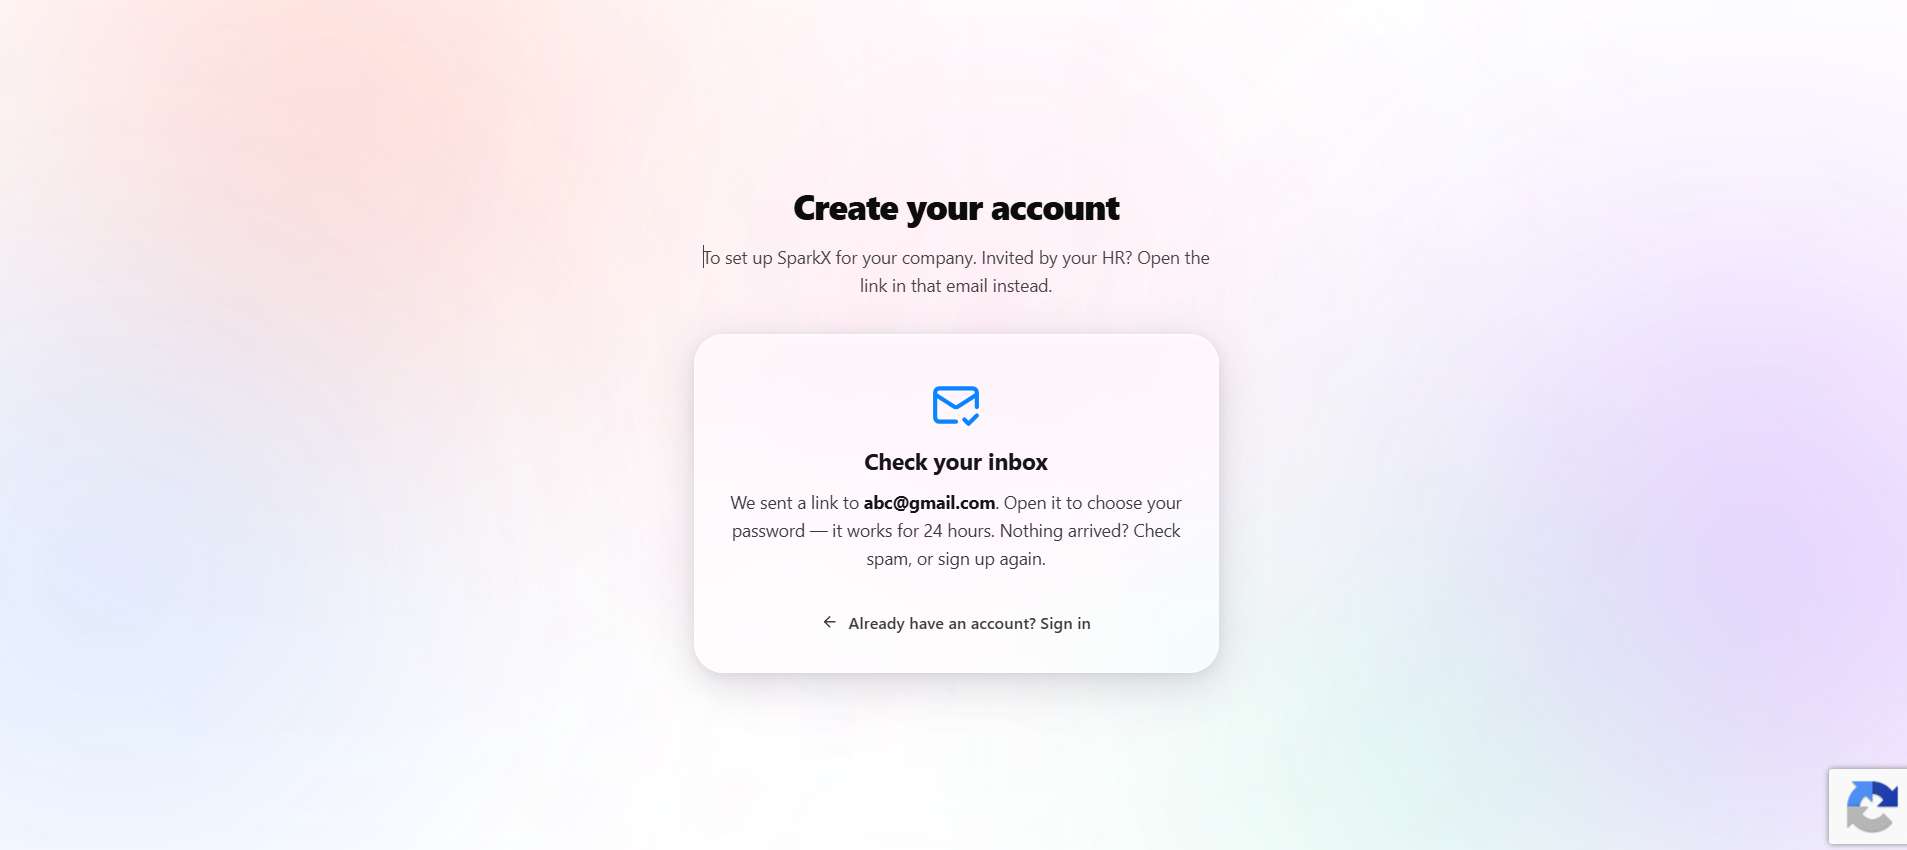 Create your account
To set up SparkX for your company. Invited by your HR? Open the
link in that email instead.
Check your inbox
We sent a link to abc@gmail.com. Open it to choose your
password — it works for 24 hours. Nothing arrived? Check
spam, or sign up again.
← Already have an account? Sign in